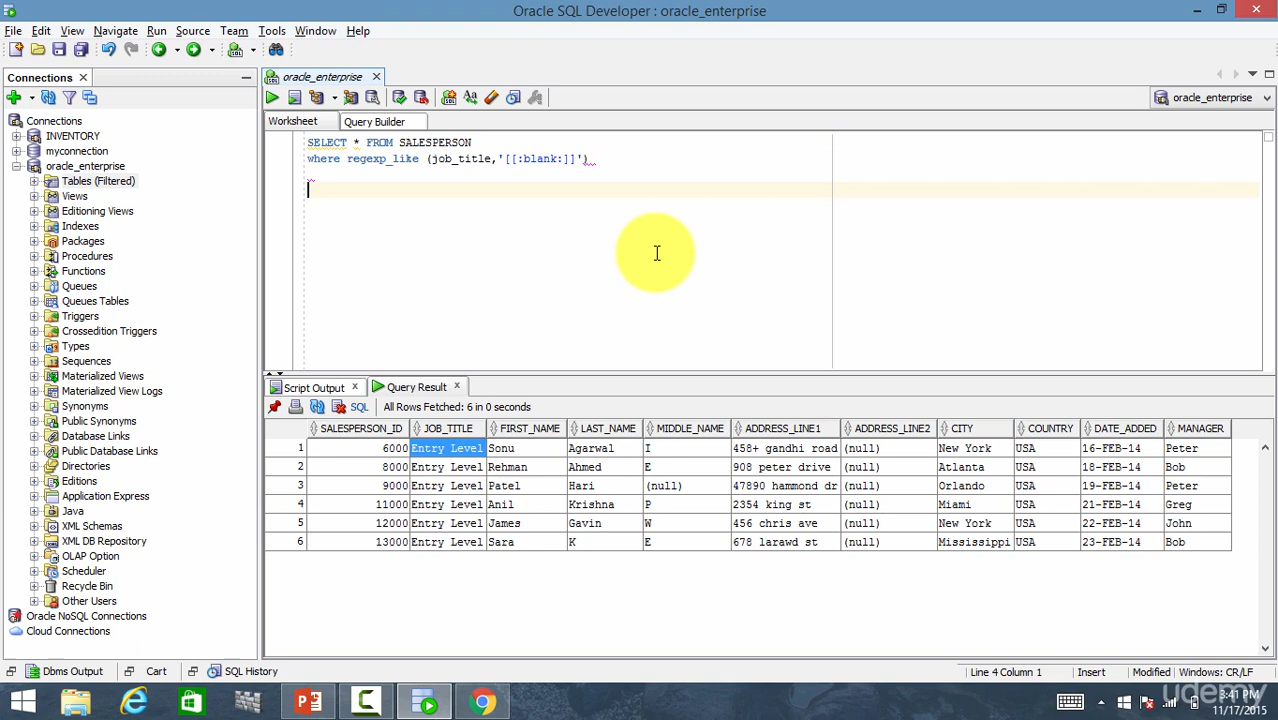 Oracle SQL Developer : oracle_enterprise
File Edit View Navigate Run Source Team Tools Window Help
Connections
oracle_enterprise
oracle_enterprise
Worksheet Query Builder
Connections
INVENTORY
myconnection
oracle_enterprise
Tables (Filtered)
Views
Editioning Views
Indexes
Packages
Procedures
Functions
Queues
Queues Tables
Triggers
Crossedition Triggers
Types
Sequences
Materialized Views
Materialized View Logs
Synonyms
Public Synonyms
Database Links
Public Database Links
Directories
Editions
Application Express
Java
XML Schemas
XML DB Repository
OLAP Option
Scheduler
Recycle Bin
Other Users
Oracle NoSQL Connections
Cloud Connections
SELECT * FROM SALESPERSON
where regexp_like (job_title,'[[:blank:]]')
Script Output Query Result
SQL All Rows Fetched: 6 in 0 seconds
SALESPERSON_ID JOB_TITLE FIRST_NAME LAST_NAME MIDDLE_NAME ADDRESS_LINE1 ADDRESS_LINE2 CITY COUNTRY DATE_ADDED MANAGER
1 6000 Entry Level Sonu Agarwal I 458+ gandhi road (null) New York USA 16-FEB-14 Peter
2 8000 Entry Level Rehman Ahmed E 908 peter drive (null) Atlanta USA 18-FEB-14 Bob
3 9000 Entry Level Patel Hari (null) 47890 hammond dr (null) Orlando USA 19-FEB-14 Peter
4 11000 Entry Level Anil Krishna P 2354 king st (null) Miami USA 21-FEB-14 Greg
5 12000 Entry Level James Gavin W 456 chris ave (null) New York USA 22-FEB-14 John
6 13000 Entry Level Sara K E 678 larawd st (null) Mississippi USA 23-FEB-14 Bob
Dbms Output Cart SQL History
Line 4 Column 1 Insert Modified Windows: CR/LF
3:41 PM
11/17/2015
udemy